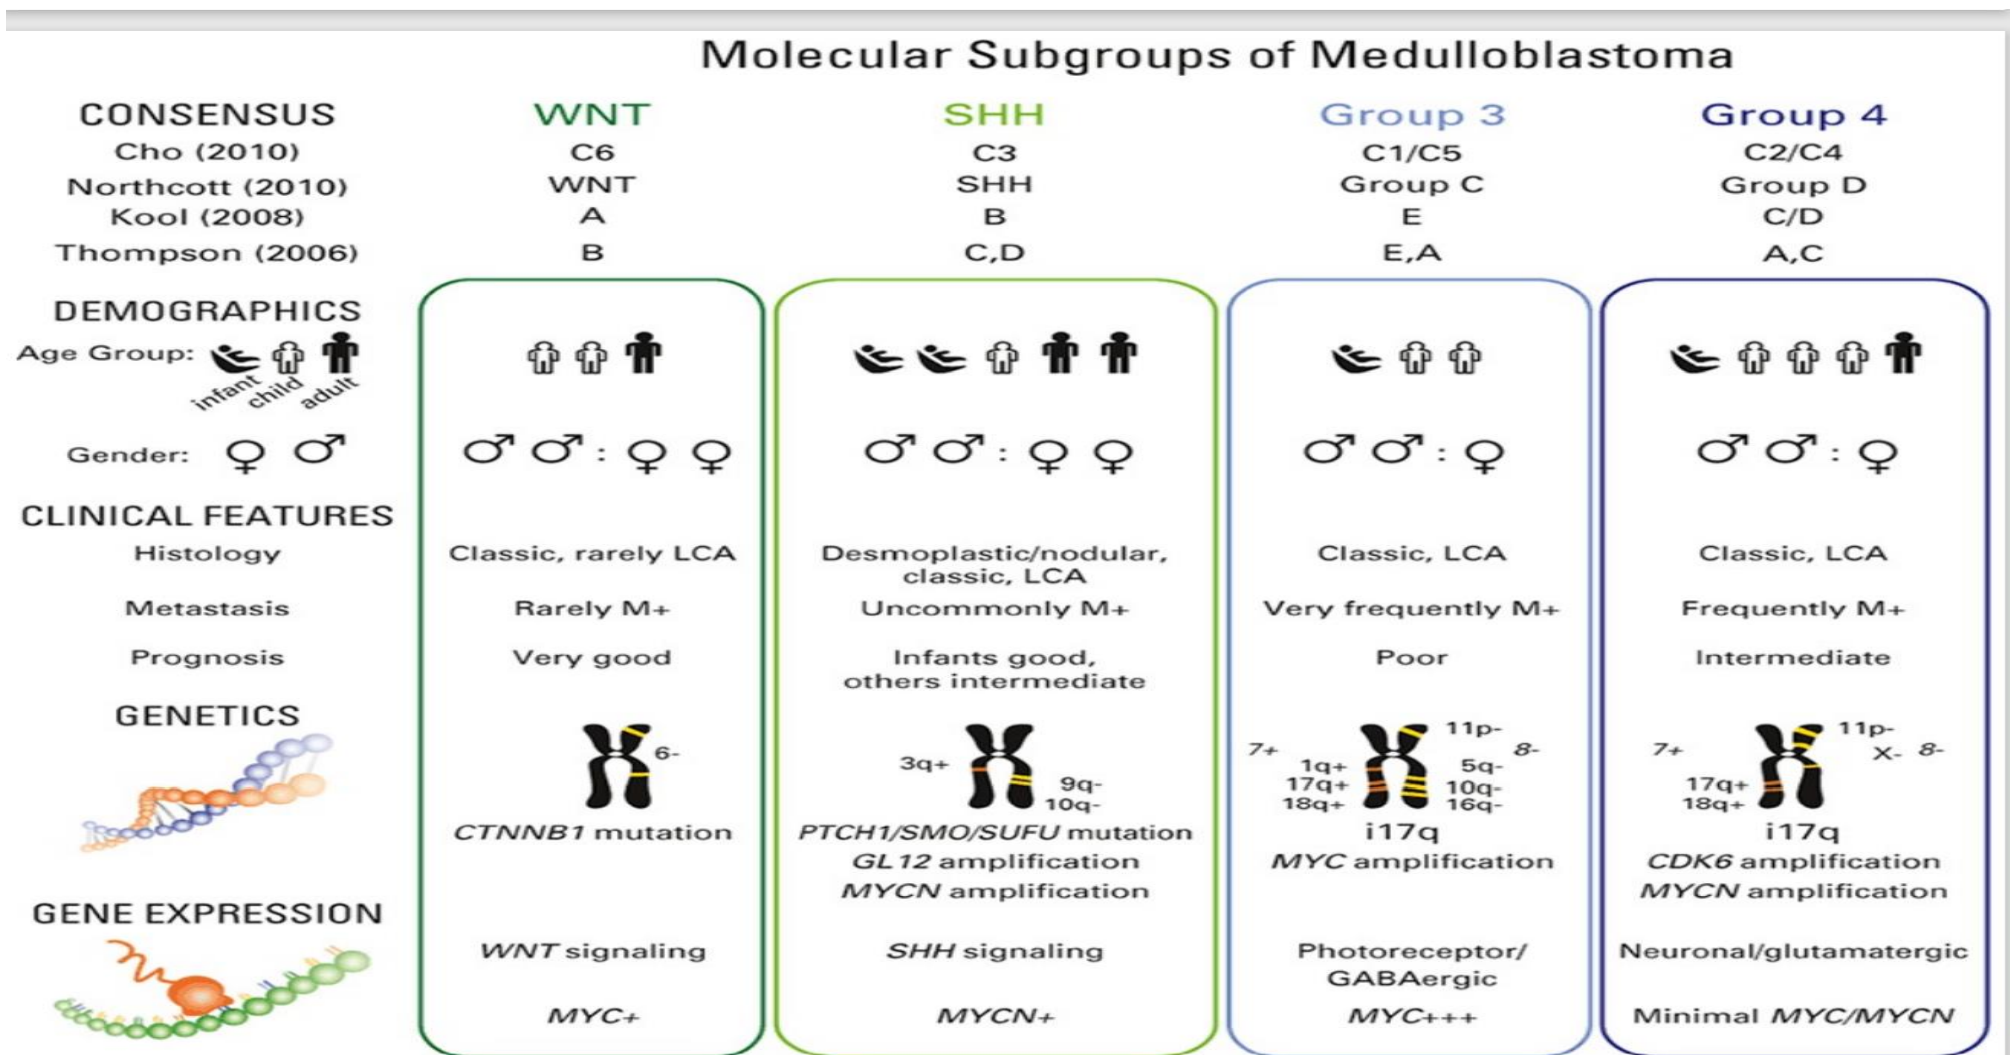 Molecular Subgroups of Medulloblastoma
CONSENSUS WNT SHH Group 3 Group 4
Cho (2010) C6 C3 C1/C5 C2/C4
Northcott (2010) WNT SHH Group C Group D
Kool (2008) A B E C/D
Thompson (2006) B C,D E,A A,C
DEMOGRAPHICS
Age Group:
infant child adult
Gender: ♀ ♂ ♂ ♂ : ♀ ♀ ♂ ♂ : ♀ ♀ ♂ ♂ : ♀ ♂ ♂ : ♀
CLINICAL FEATURES
Histology Classic, rarely LCA Desmoplastic/nodular, Classic, LCA Classic, LCA
classic, LCA
Metastasis Rarely M+ Uncommonly M+ Very frequently M+ Frequently M+
Prognosis Very good Infants good, Poor Intermediate
others intermediate
GENETICS
11p- 11p-
6- 7+ 8- 7+ X- 8-
3q+ 1q+ 5q-
9q- 17q+ 10q- 17q+
10q- 18q+ 16q- 18q+
CTNNB1 mutation PTCH1/SMO/SUFU mutation i17q i17q
GL12 amplification MYC amplification CDK6 amplification
MYCN amplification MYCN amplification
GENE EXPRESSION
WNT signaling SHH signaling Photoreceptor/ Neuronal/glutamatergic
GABAergic
MYC+ MYCN+ MYC+++ Minimal MYC/MYCN